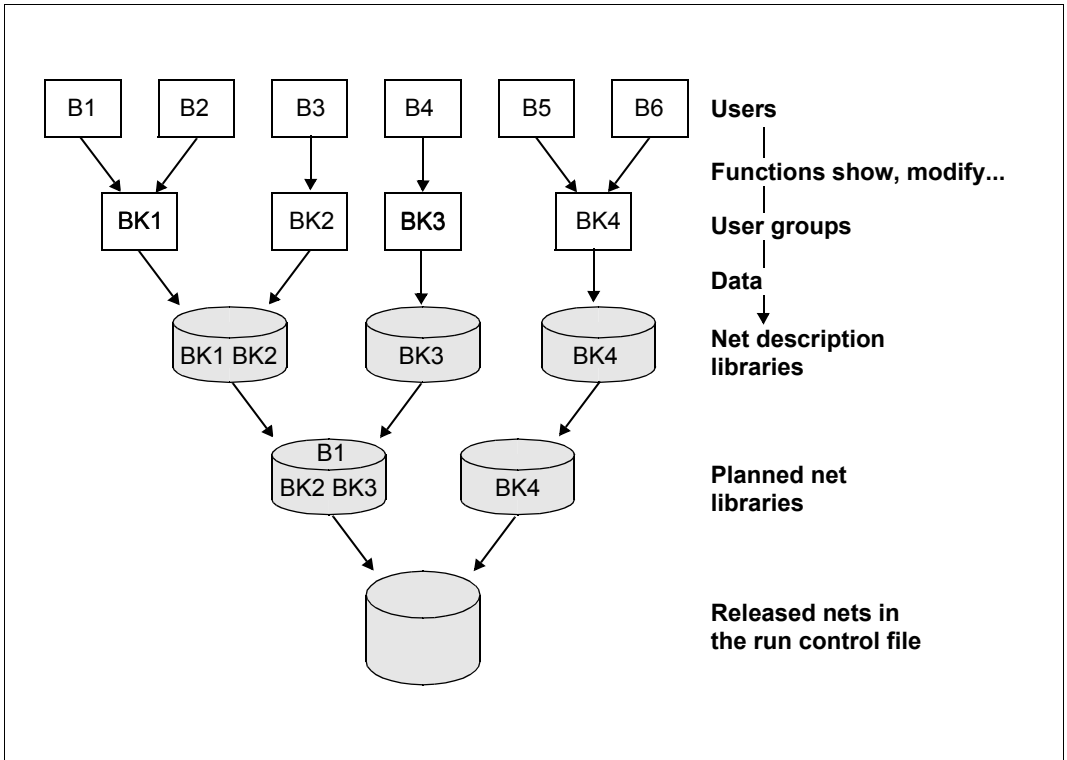 B1 B2 B3 B4 B5 B6 Users
Functions show, modify...
BK1 BK2 BK3 BK4 User groups
Data
BK1 BK2 BK3 BK4 Net description
libraries
B1
BK2 BK3 BK4 Planned net
libraries
Released nets in
the run control file